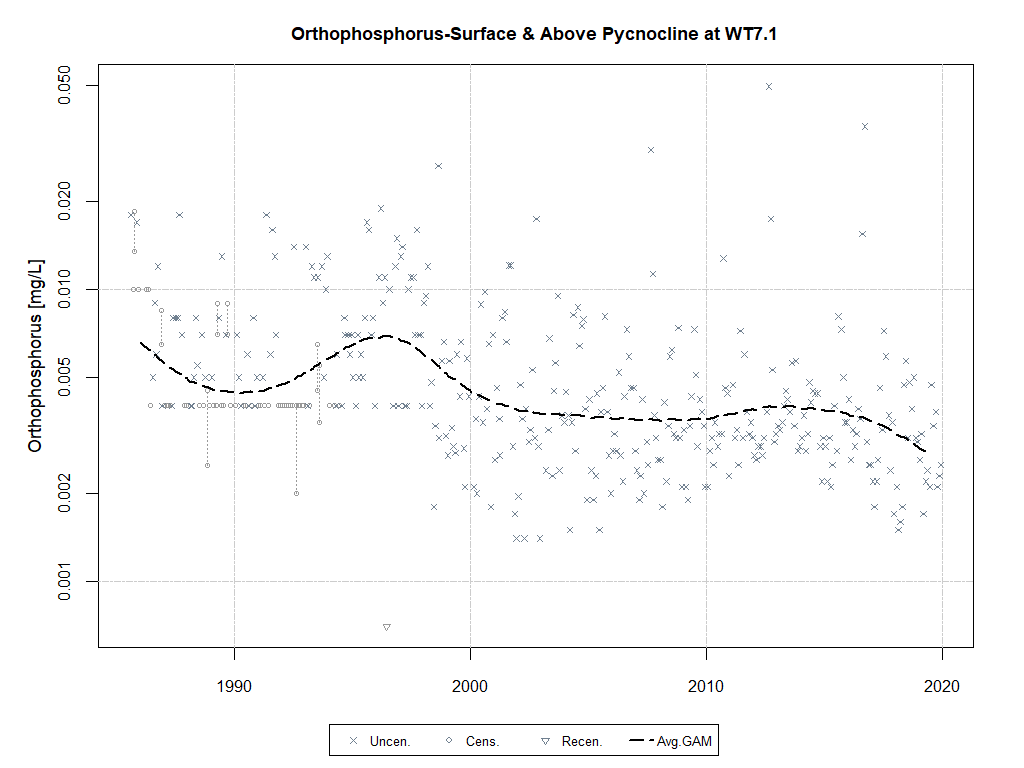 Orthophosphorus-Surface & Above Pycnocline at WT7.1
Orthophosphorus [mg/L]
0.050
0.020
0.010
0.005
0.002
0.001
1990 2000 2010 2020
Uncen. Cens. Recen. Avg.GAM